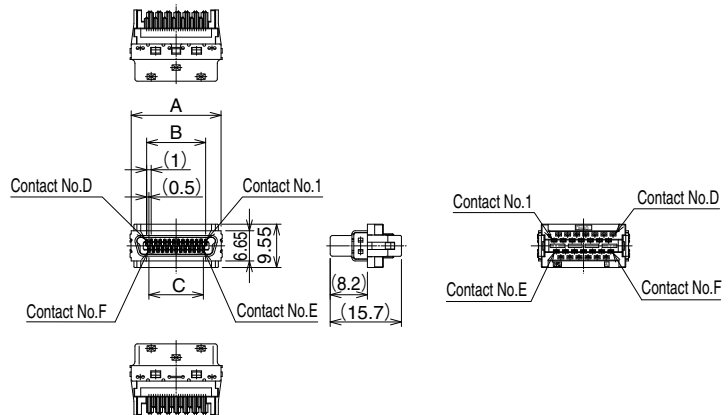 A
B
(1)
(0.5)
Contact No.D
Contact No.1
6.65
9.55
C
Contact No.F
Contact No.E
(8.2)
(15.7)
Contact No.1
Contact No.D
Contact No.E
Contact No.F